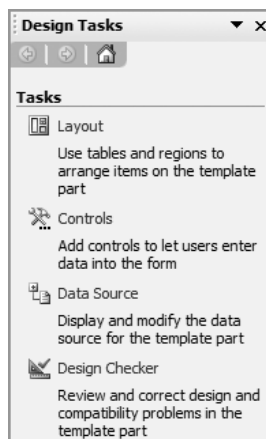 Design Tasks
Tasks
Layout
Use tables and regions to
arrange items on the template
part
Controls
Add controls to let users enter
data into the form
Data Source
Display and modify the data
source for the template part
Design Checker
Review and correct design and
compatibility problems in the
template part